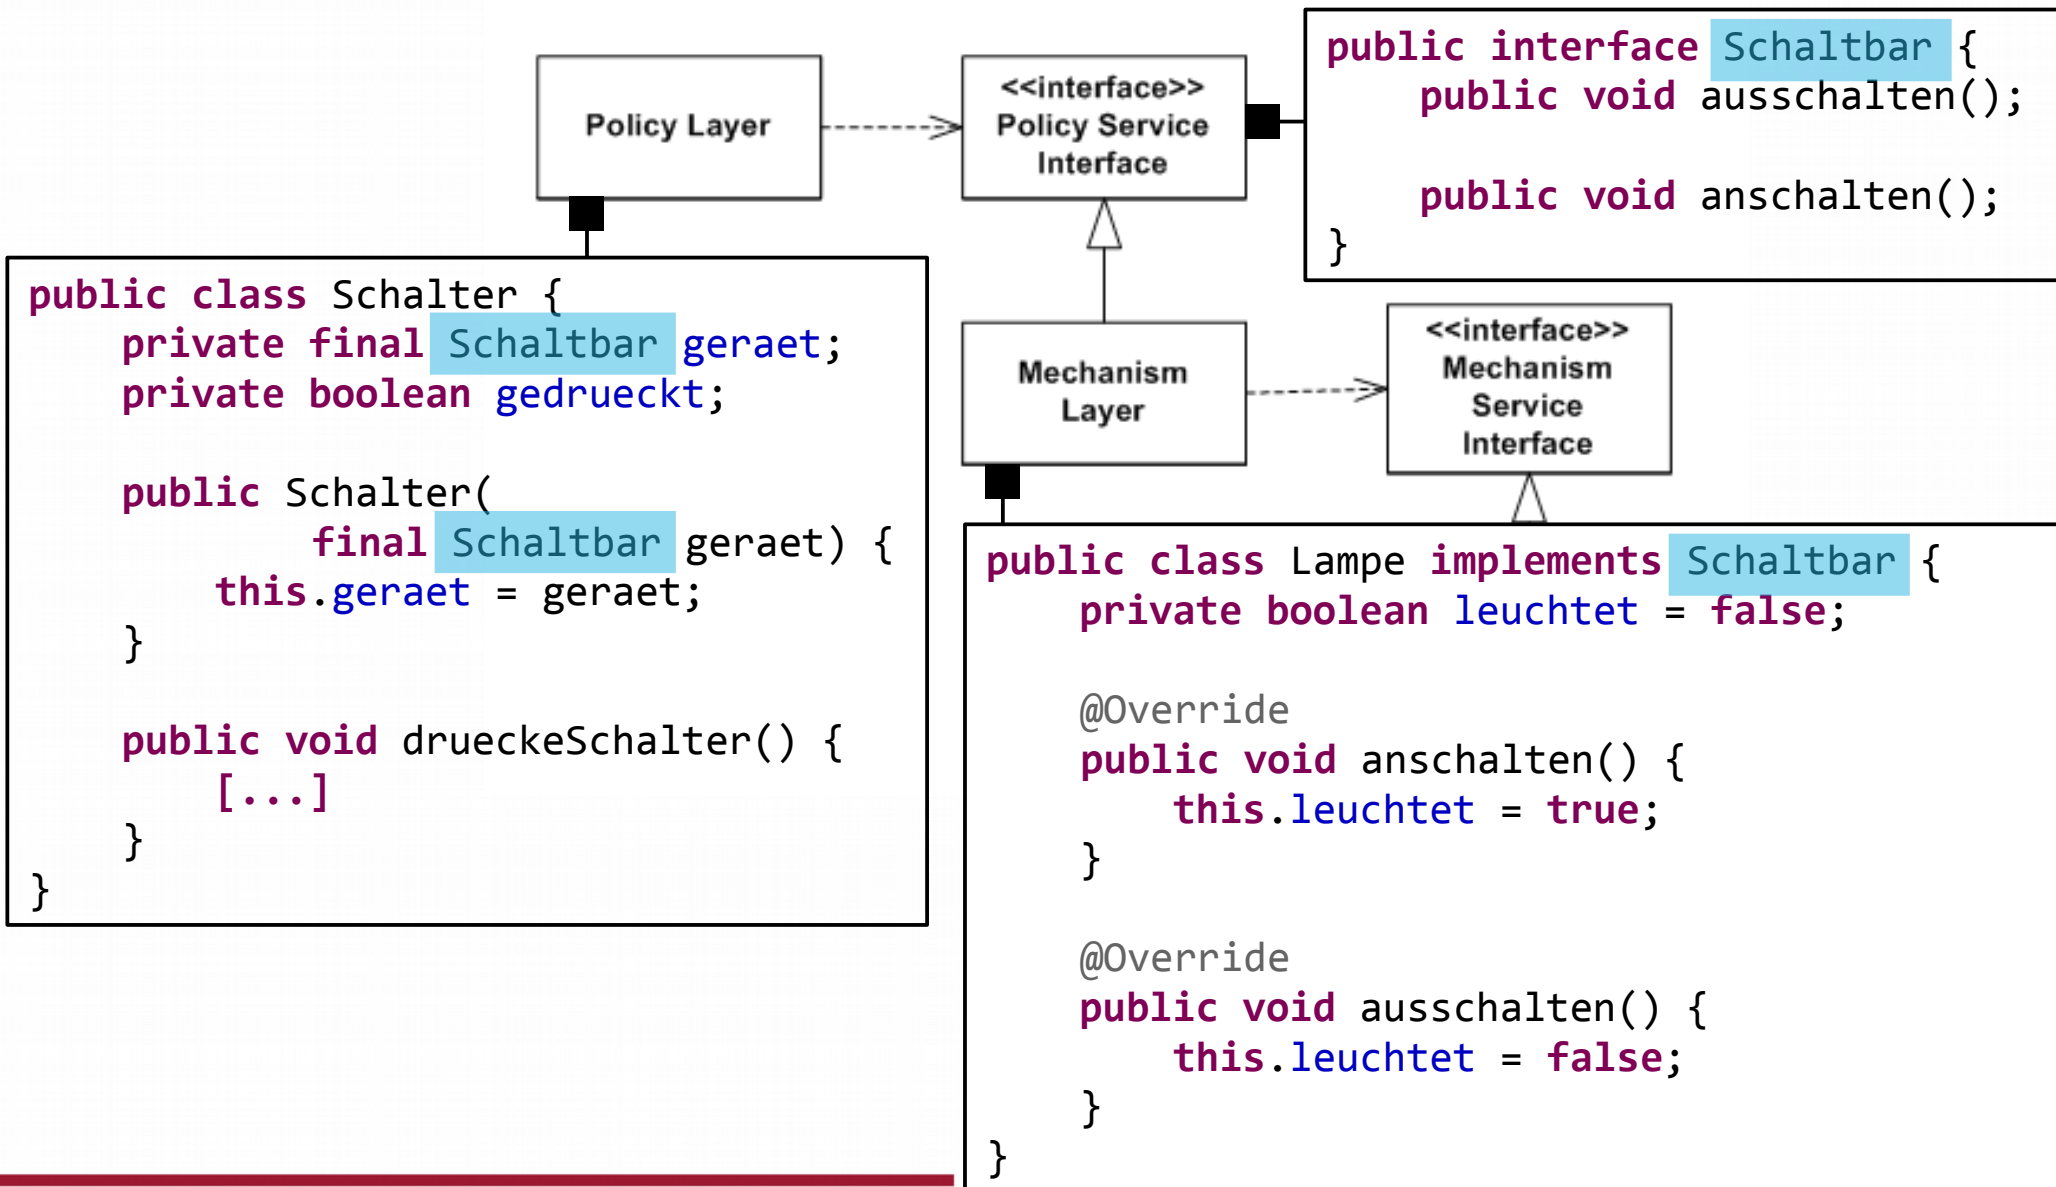 Policy Layer
<<interface>>
Policy Service
Interface
public interface Schaltbar {
    public void ausschalten();

    public void anschalten();
}
public class Schalter {
    private final Schaltbar geraet;
    private boolean gedrueckt;

    public Schalter(
            final Schaltbar geraet) {
        this.geraet = geraet;
    }

    public void drueckeSchalter() {
        [...]
    }
}
Mechanism
Layer
<<interface>>
Mechanism
Service
Interface
public class Lampe implements Schaltbar {
    private boolean leuchtet = false;

    @Override
    public void anschalten() {
        this.leuchtet = true;
    }

    @Override
    public void ausschalten() {
        this.leuchtet = false;
    }
}